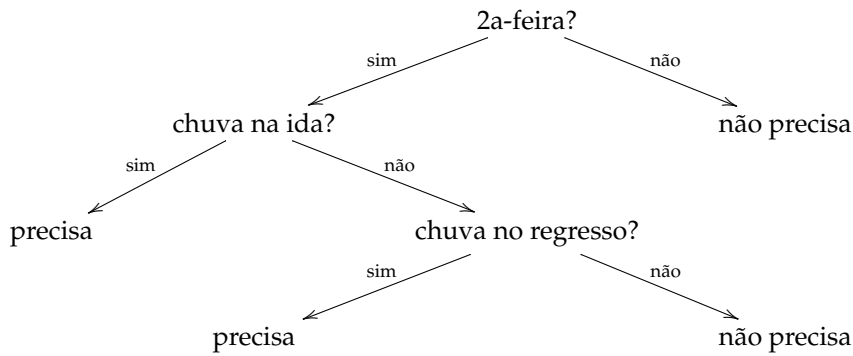 2a-feira?
sim
não
chuva na ida?
não precisa
sim
não
precisa
chuva no regresso?
sim
não
precisa
não precisa